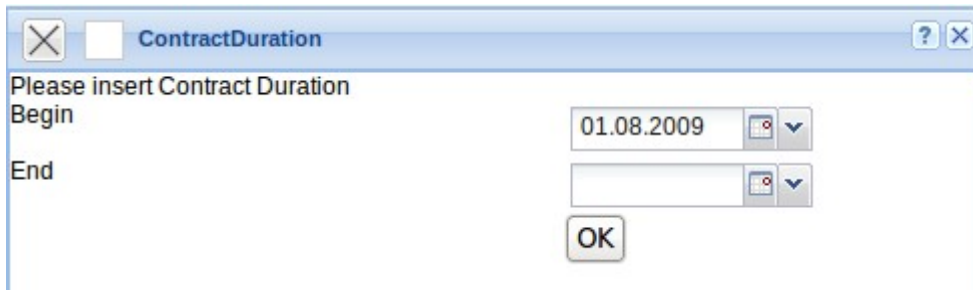 ContractDuration
?
Please insert Contract Duration
Begin
01.08.2009
End
OK